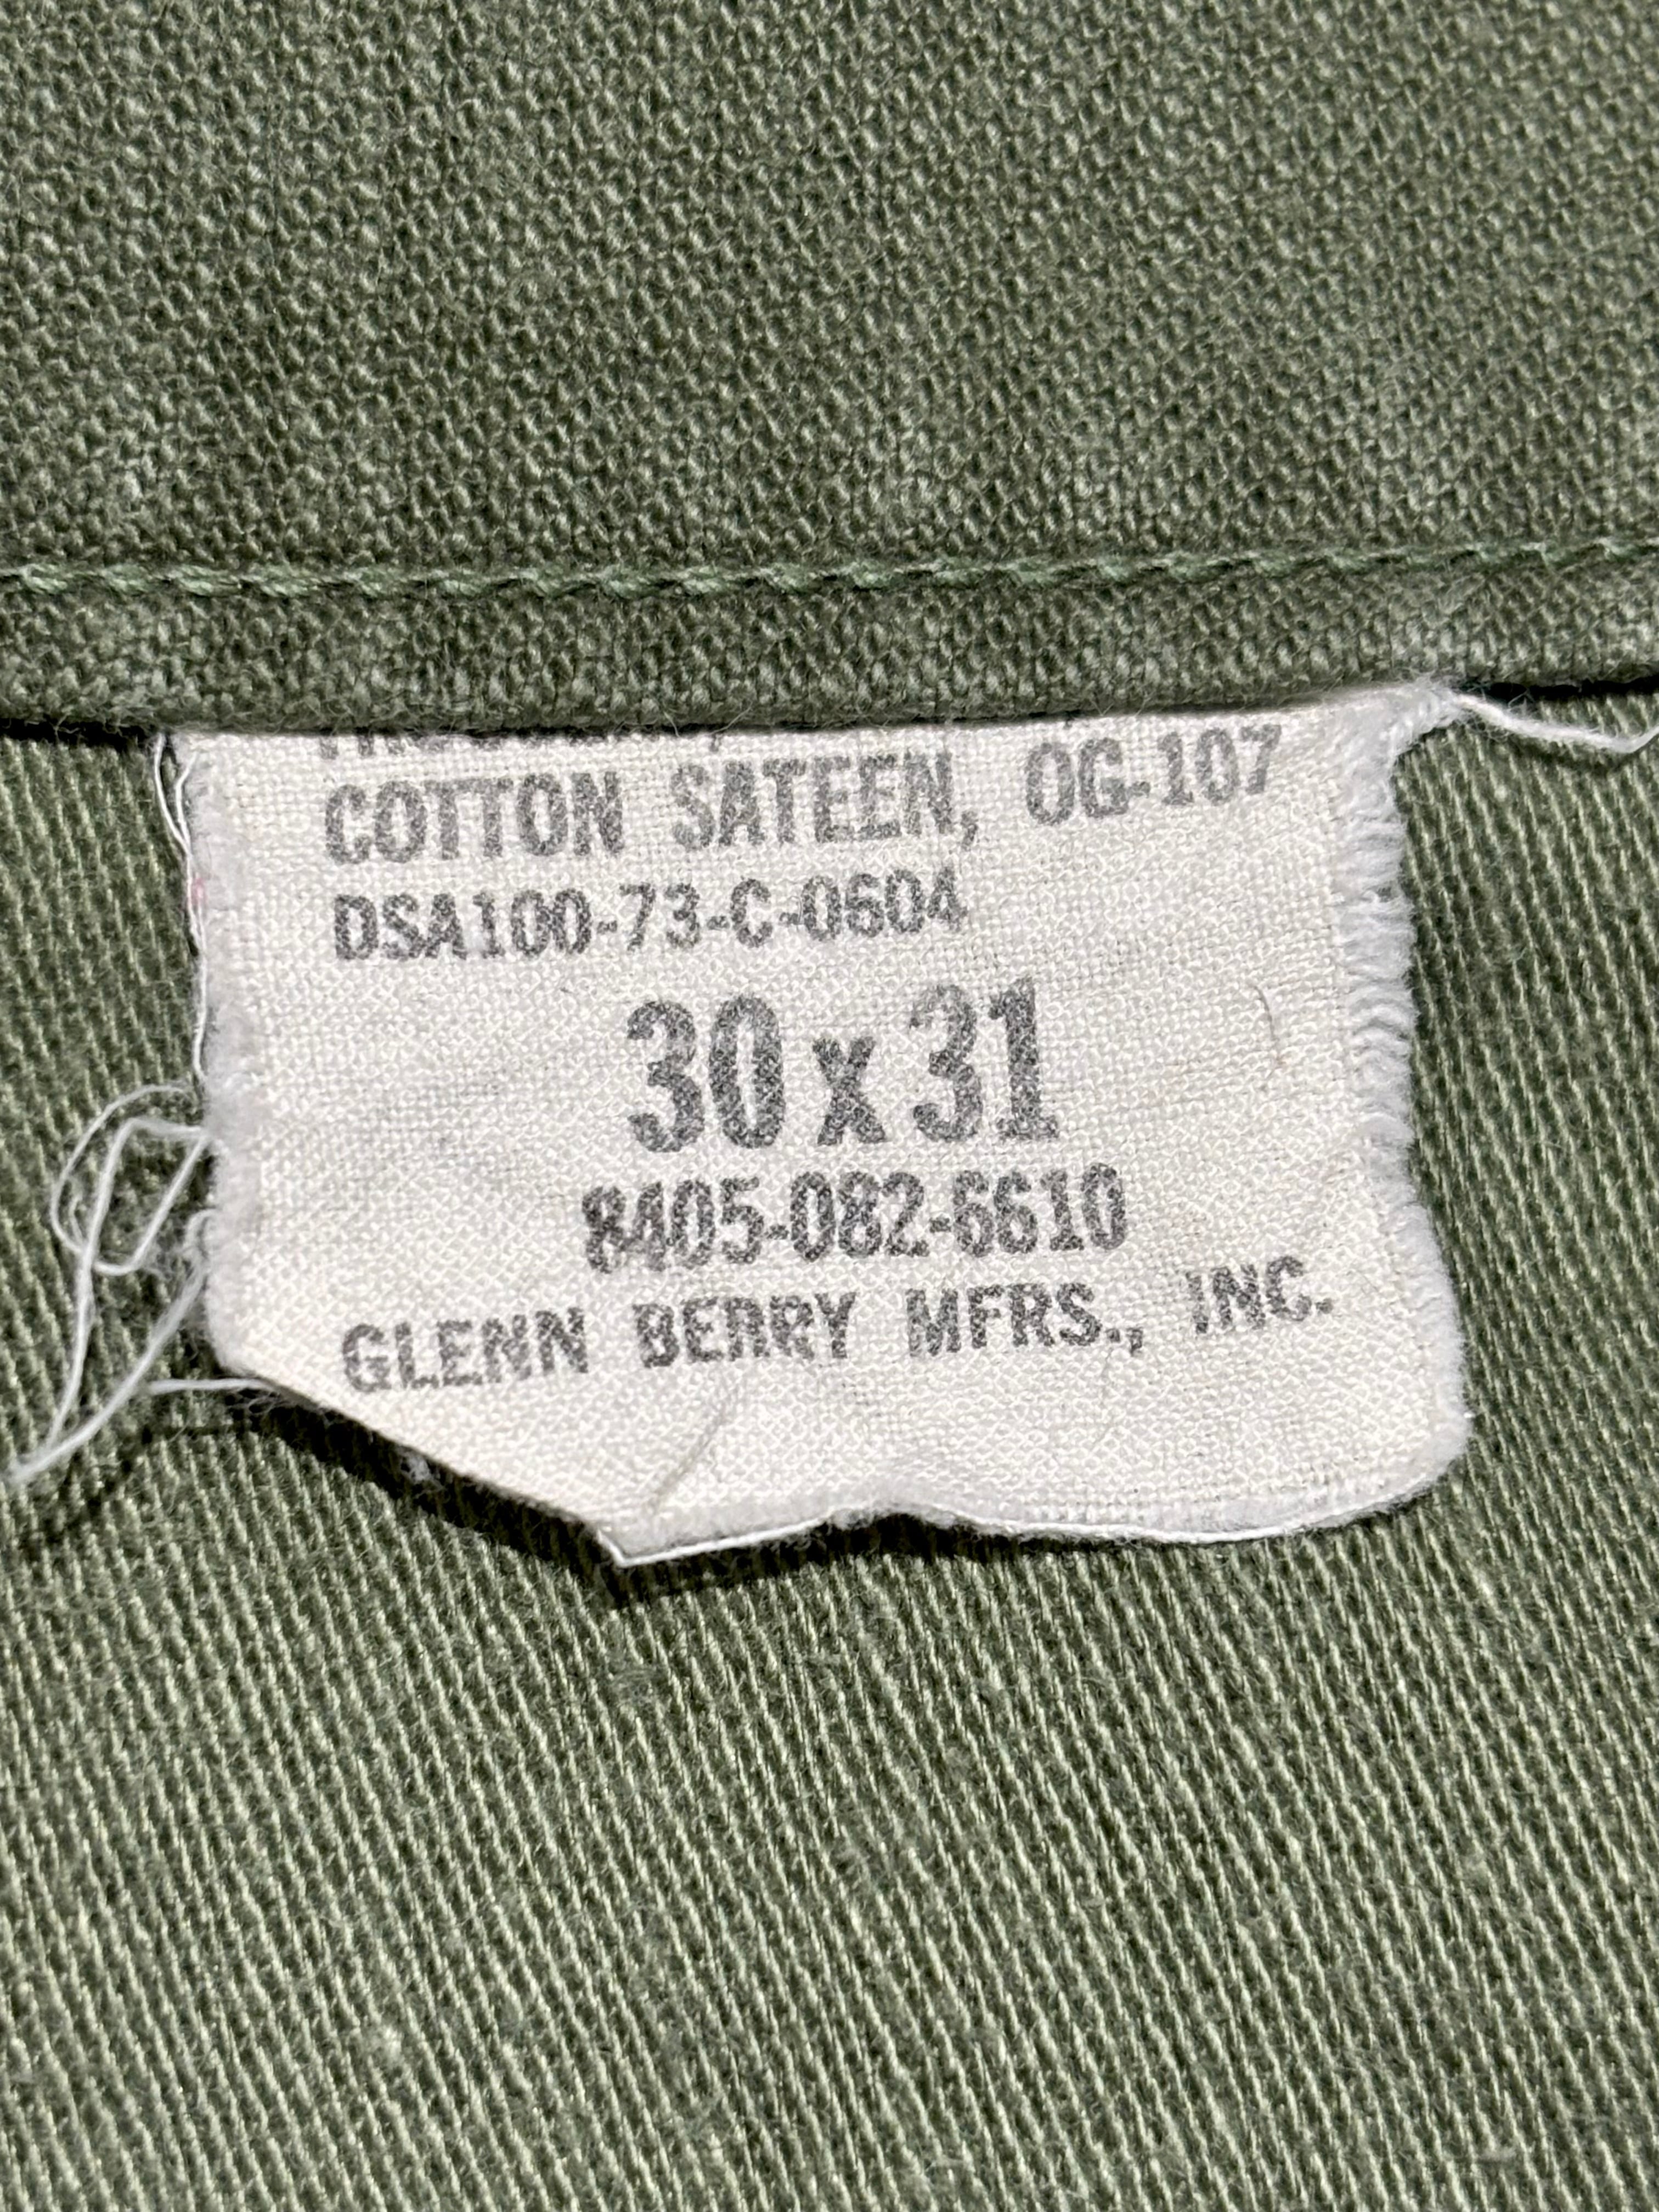 COTTON SATEEN, OG-107
DSA100-73-C-0604
30 x 31
8405-082-6610
GLENN BERRY MFRS., INC.